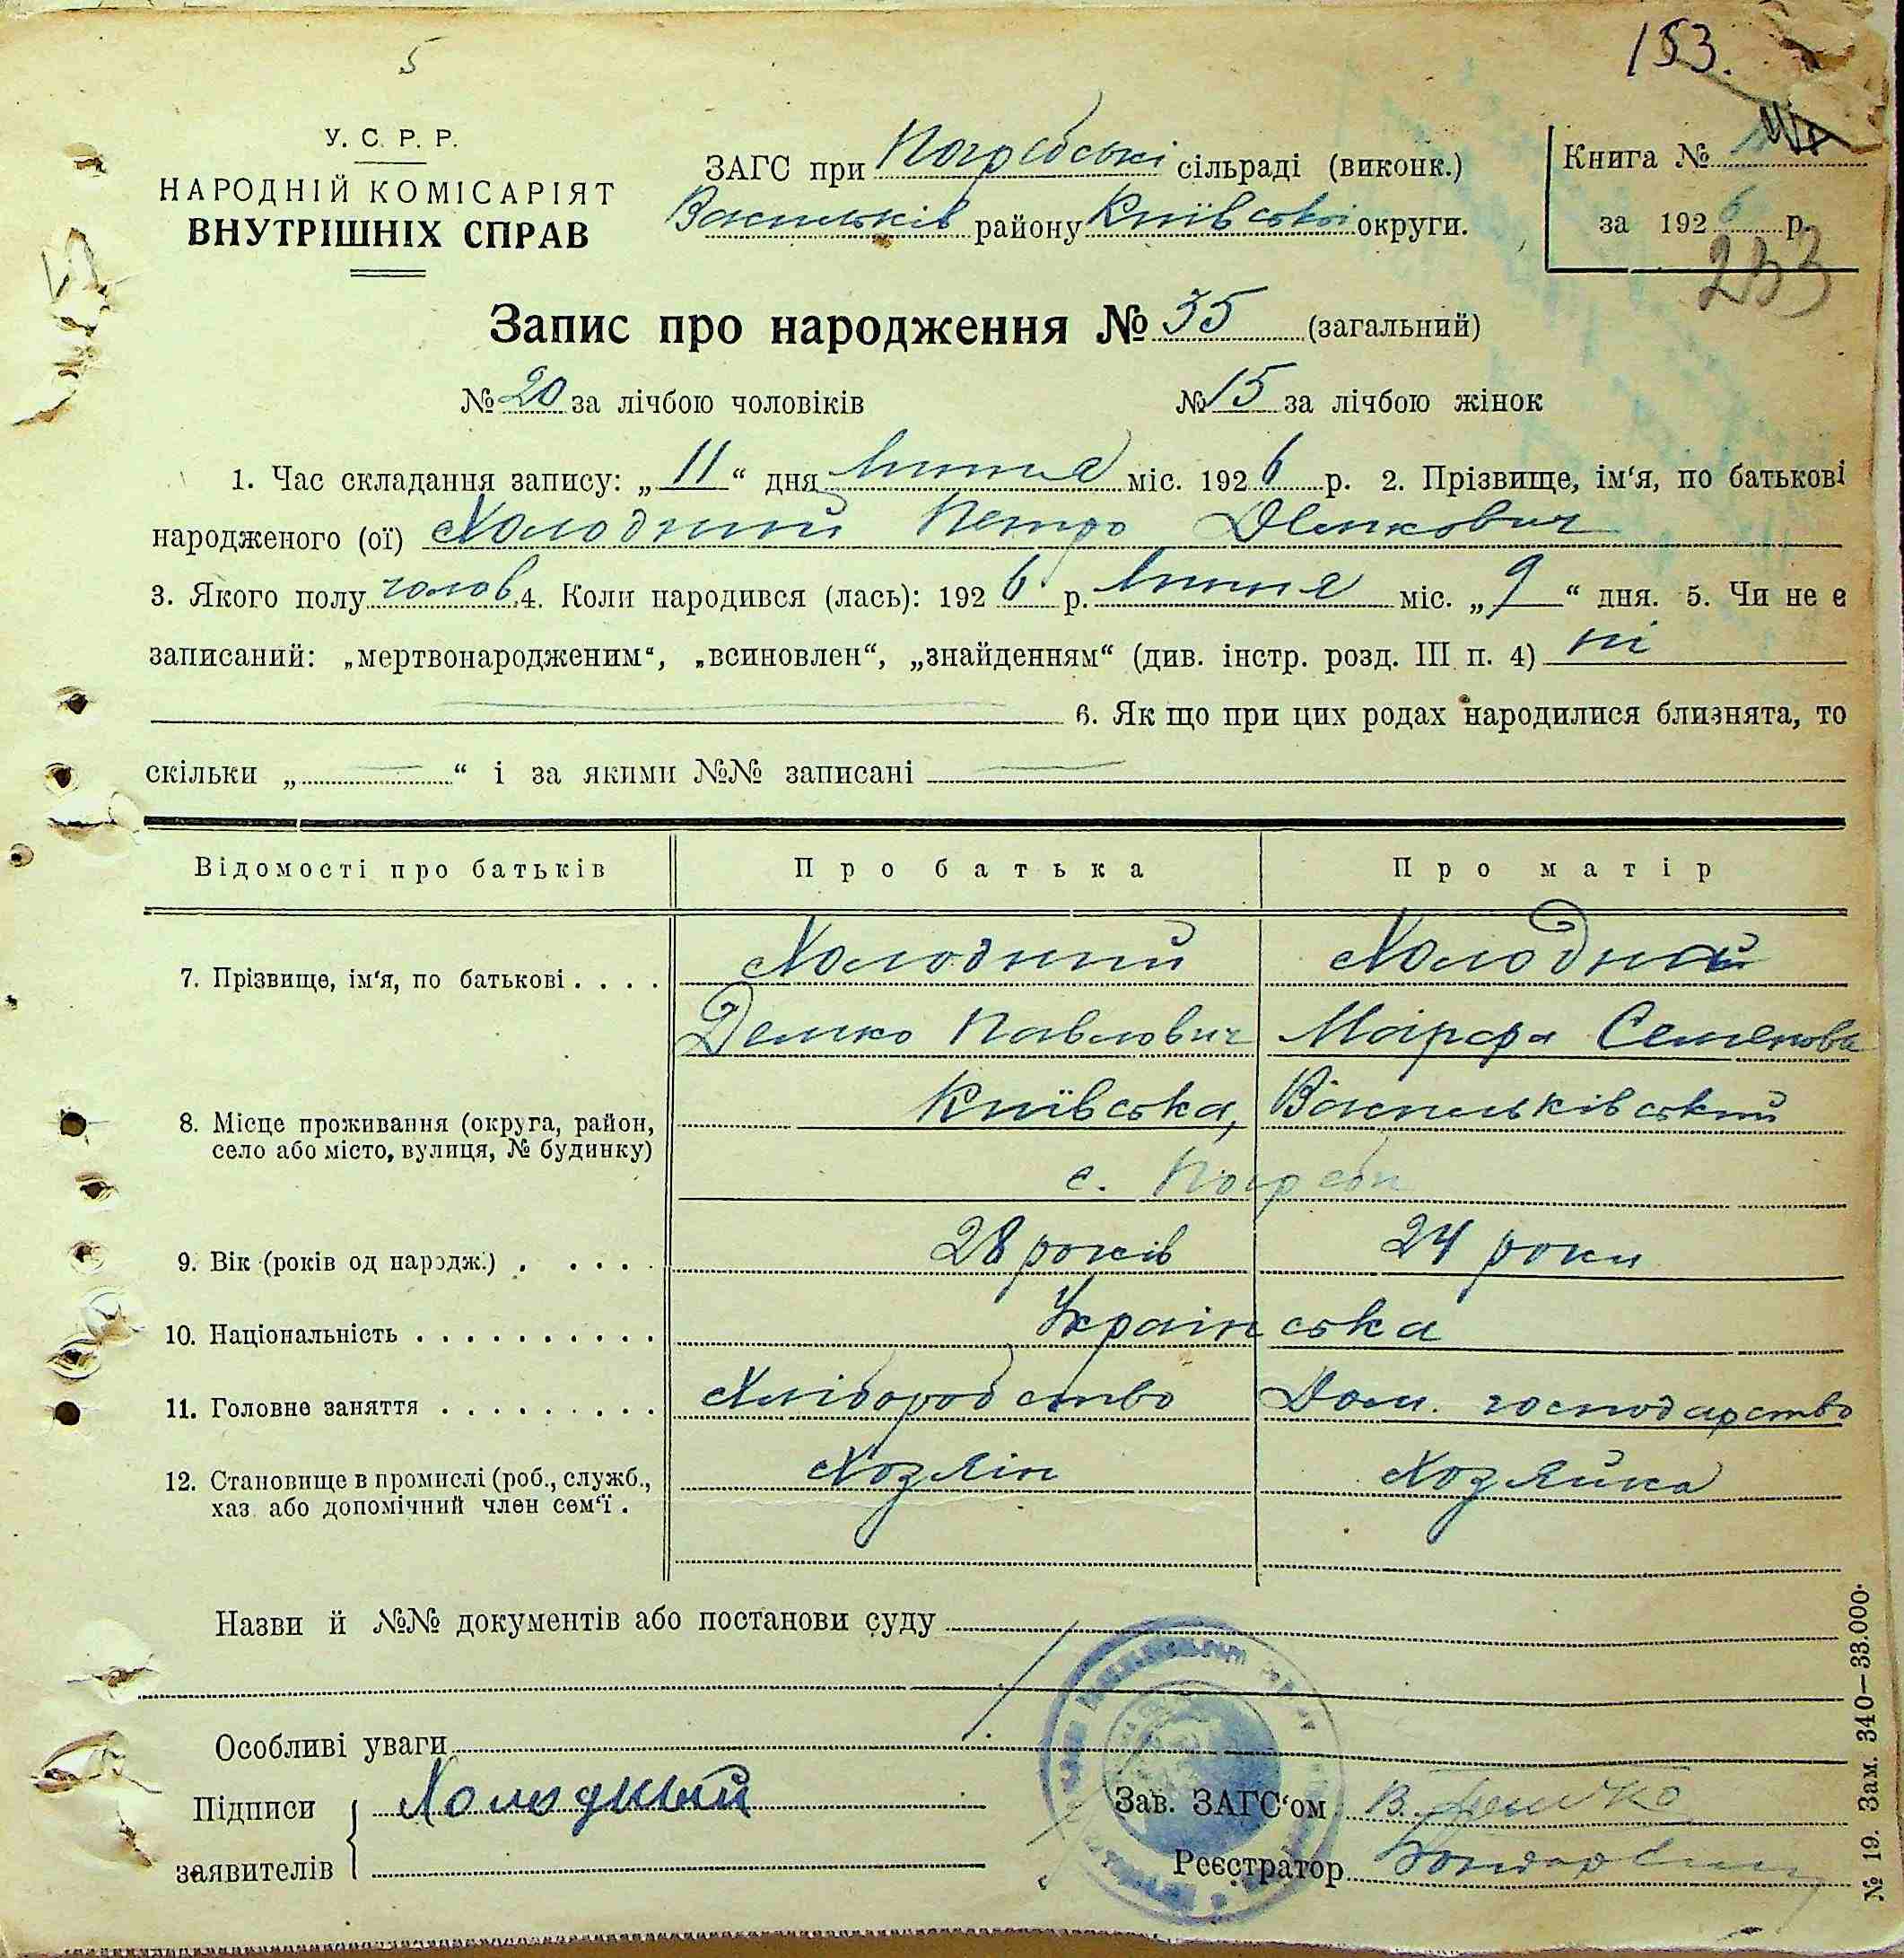 5
153.
У. С. Р. Р.
НАРОДНІЙ КОМІСАРІЯТ
ВНУТРІШНІХ СПРАВ
ЗАГС при Погребські сільраді (виконк.)
Васильків району Київської округи.
Книга №
за 1926 р.
233
Запис про народження № 35 (загальний)
№ 20 за лічбою чоловіків № 15 за лічбою жінок
1. Час складання запису: „11“ дня липня міс. 1926 р. 2. Прізвище, ім‘я, по батькові
народженого (ої) Холодний Петро Демкович
3. Якого полу голов. 4. Коли народився (лась): 1926 р. липня міс. „9“ дня. 5. Чи не є
записаний: „мертвонародженим“, „всиновлен“, „знайденням“ (див. інстр. розд. III п. 4) ні
6. Як що при цих родах народилися близнята, то
скільки „ — “ і за якими №№ записані —
Відомості про батьків Про батька Про матір
7. Прізвище, ім‘я, по батькові . . . . Холодний Холодна
Демко Павлович Марфа Семенова
8. Місце проживання (округа, район, Київська, Васильківський
село або місто, вулиця, № будинку)
с. Погреби
9. Вік (років од народж.) . . . . . 28 років 24 роки
10. Національність . . . . . . . . . . Українська
11. Головне заняття . . . . . . . . . Хлібородство Дом. господарство
12. Становище в промислі (роб., служб., Хозяін Хозяйка
хаз. або допомічний член сем‘ї .
Назви й №№ документів або постанови суду
Особливі уваги
Підписи Холодный
заявителів
Зав. ЗАГС‘ом В.
Реєстратор
№ 19. Зам. 340—33.000.